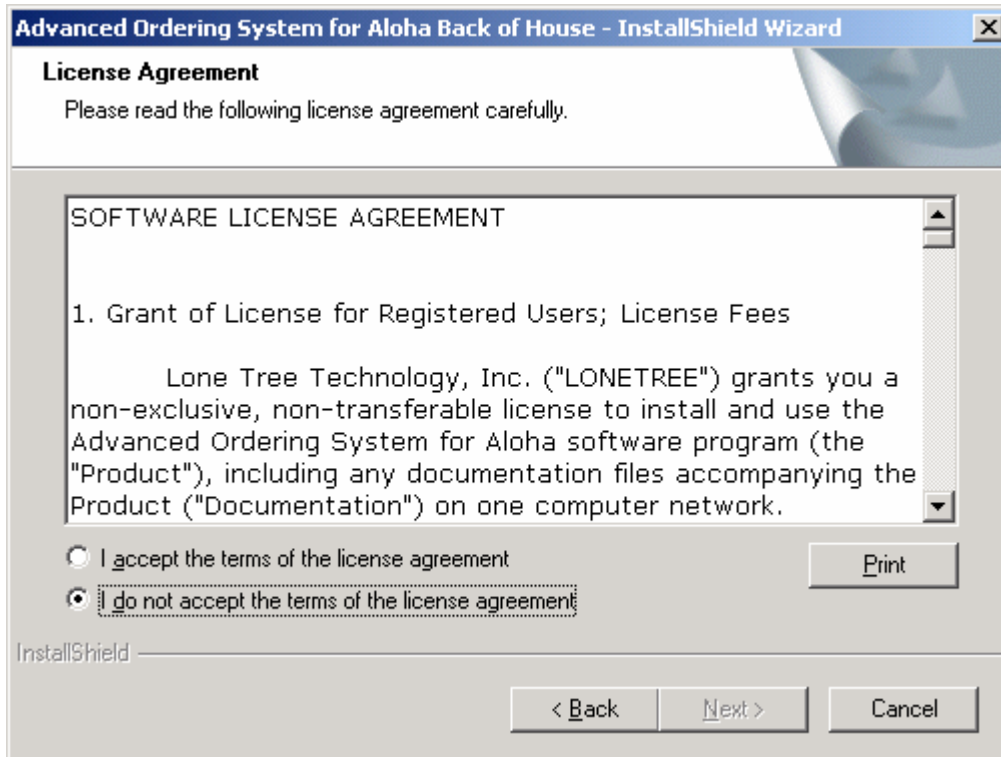 Advanced Ordering System for Aloha Back of House - InstallShield Wizard
License Agreement
Please read the following license agreement carefully.
SOFTWARE LICENSE AGREEMENT
1. Grant of License for Registered Users; License Fees
Lone Tree Technology, Inc. ("LONETREE") grants you a
non-exclusive, non-transferable license to install and use the
Advanced Ordering System for Aloha software program (the
"Product"), including any documentation files accompanying the
Product ("Documentation") on one computer network.
I accept the terms of the license agreement
Print
I do not accept the terms of the license agreement
InstallShield
< Back Next > Cancel